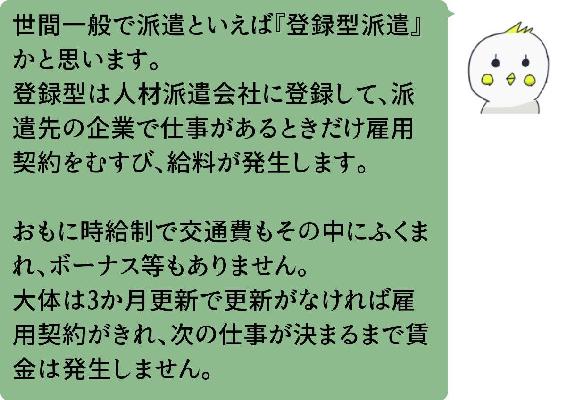 世間一般で派遣といえば『登録型派遣』
かと思います。
登録型は人材派遣会社に登録して、派
遣先の企業で仕事があるときだけ雇用
契約をむすび、給料が発生します。
おもに時給制で交通費もその中にふくま
れ、ボーナス等もありません。
大体は3か月更新で更新がなければ雇
用契約がきれ、次の仕事が決まるまで賃
金は発生しません。